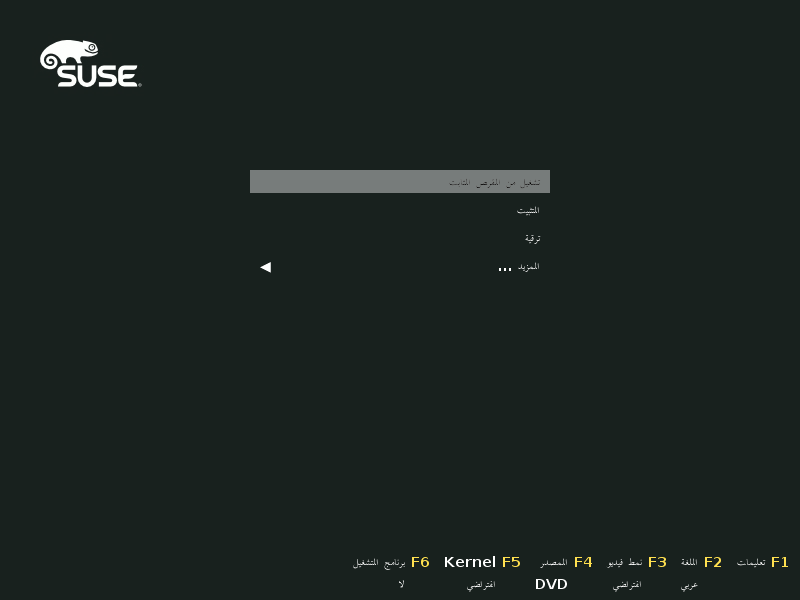 SUSE
تشغيل من القرص الثابت
التثبيت
ترقية
المزيد ...
F1 تعليمات F2 اللغة F3 نمط فيديو F4 المصدر F5 Kernel F6 برنامج التشغيل
عربي افتراضي DVD افتراضي لا